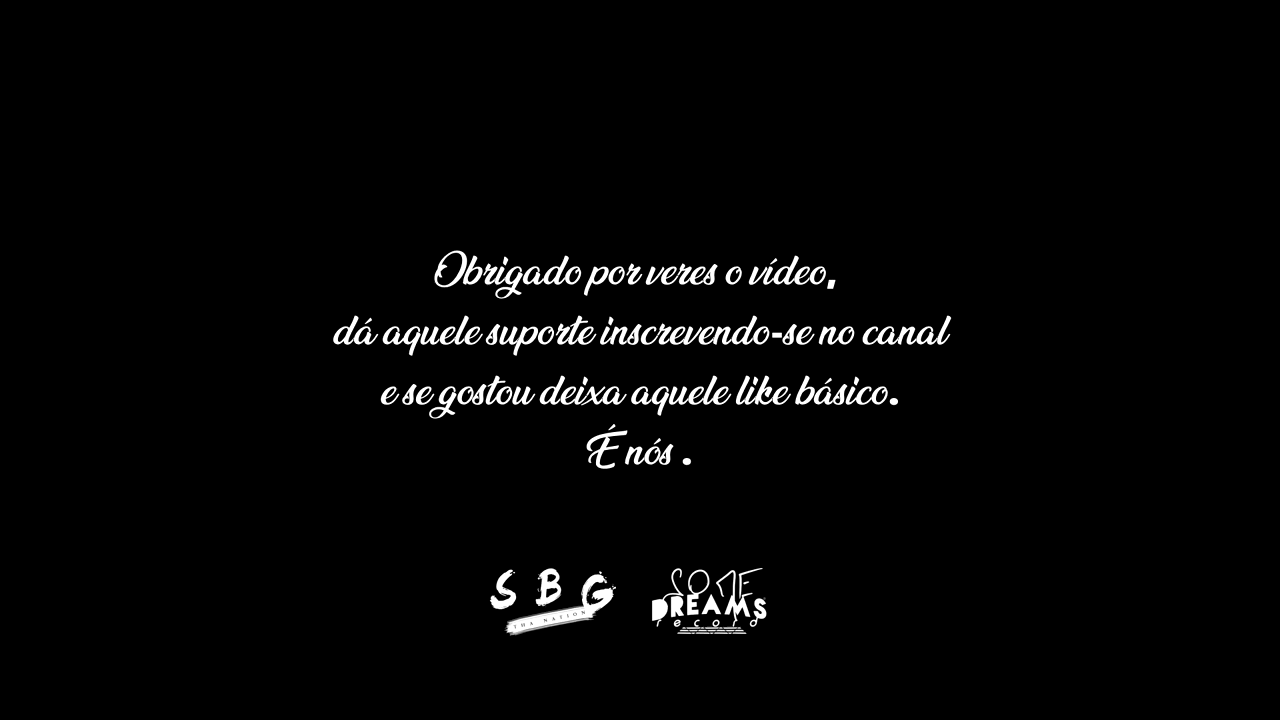 Obrigado por veres o vídeo,
dá aquele suporte inscrevendo-se no canal
e se gostou deixa aquele like básico.
É nós .
S B G
THA NATION
SOME
DREAMS
record